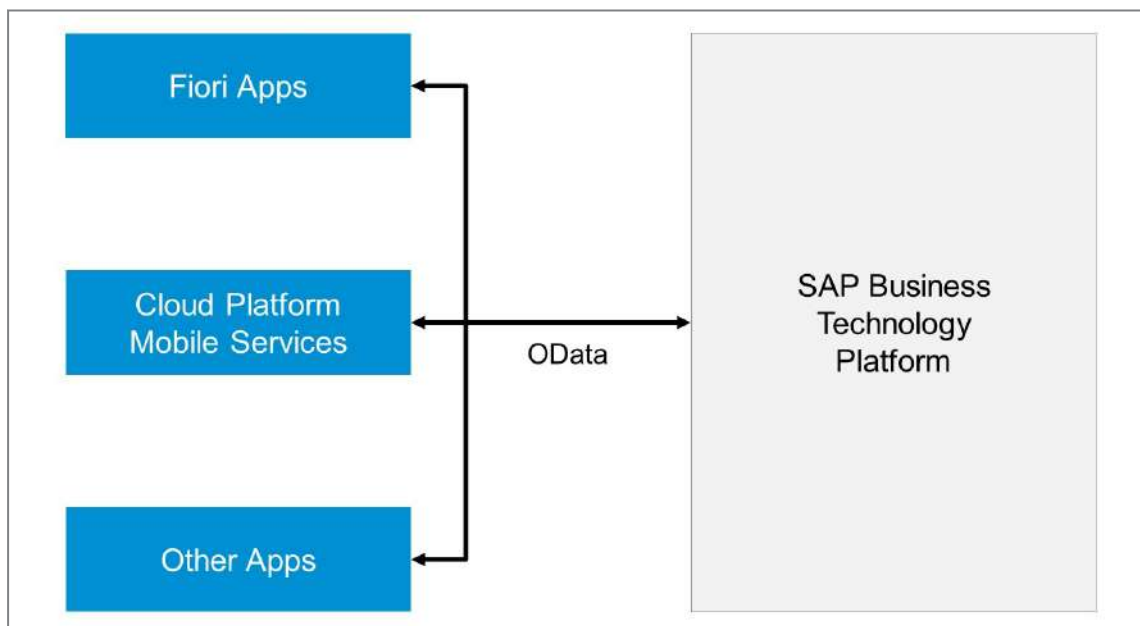 Fiori Apps
Cloud Platform
Mobile Services
Other Apps
OData
SAP Business
Technology
Platform